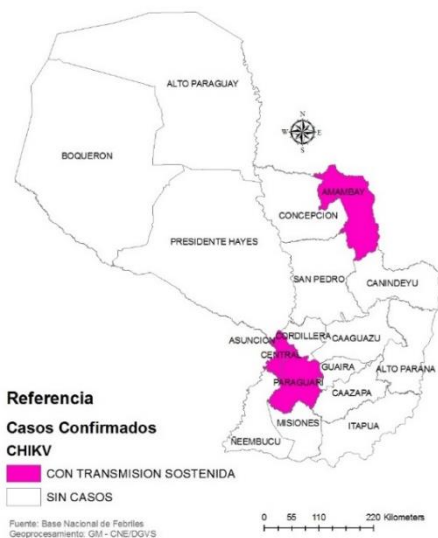 ALTO PARAGUAY
N
W E
S
BOQUERON
AMAMBAY
CONCEPCION
PRESIDENTE HAYES
SAN PEDRO
CANINDEYU
ASUNCION
CORDILLERA
CAAGUAZU
CENTRAL
GUAIRA
ALTO PARANA
PARAGUARI
CAAZAPA
MISIONES
ITAPUA
ÑEEMBUCU
Referencia
Casos Confirmados
CHIKV
CON TRANSMISION SOSTENIDA
SIN CASOS
Fuente: Base Nacional de Febriles
Geoprocesamiento: GM - CNE/DGVS
0 55 110 220 Kilometers